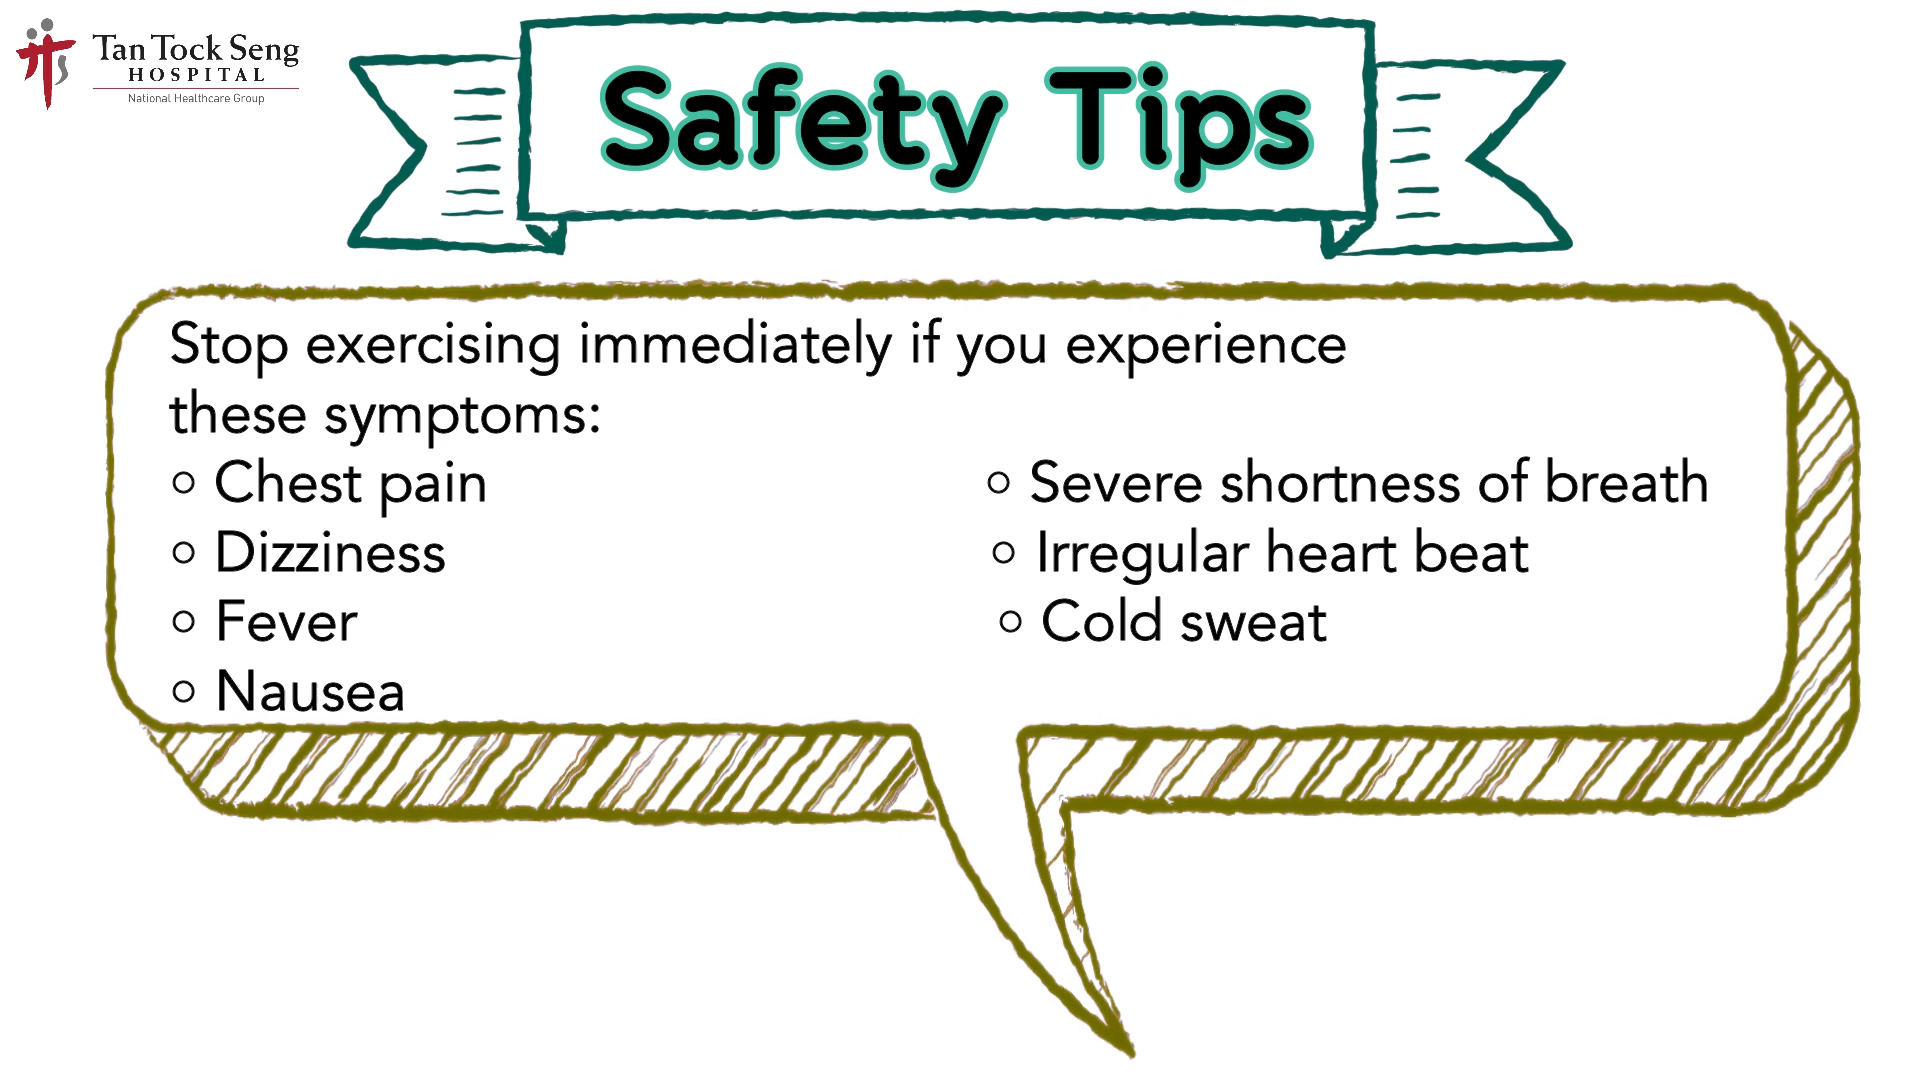 Tan Tock Seng
HOSPITAL
National Healthcare Group
Safety Tips
Stop exercising immediately if you experience
these symptoms:
○ Chest pain
○ Dizziness
○ Fever
○ Nausea
○ Severe shortness of breath
○ Irregular heart beat
○ Cold sweat